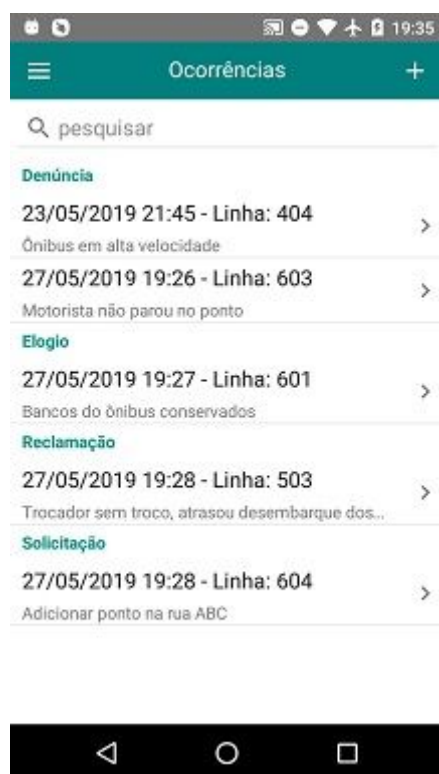 19:35
Ocorrências
pesquisar
Denúncia
23/05/2019 21:45 - Linha: 404
Ônibus em alta velocidade
27/05/2019 19:26 - Linha: 603
Motorista não parou no ponto
Elogio
27/05/2019 19:27 - Linha: 601
Bancos do ônibus conservados
Reclamação
27/05/2019 19:28 - Linha: 503
Trocador sem troco, atrasou desembarque dos...
Solicitação
27/05/2019 19:28 - Linha: 604
Adicionar ponto na rua ABC